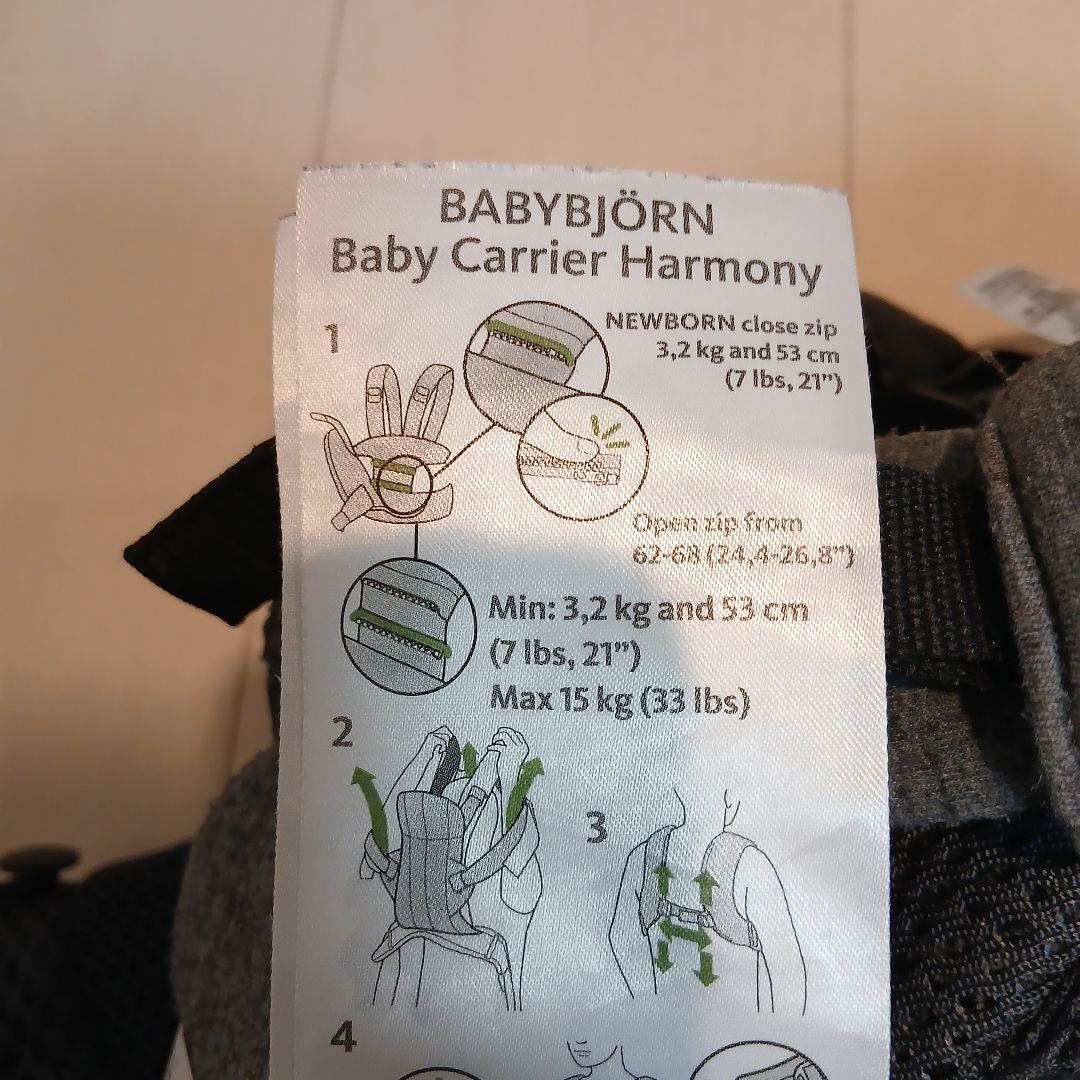 BABYBJÖRN
Baby Carrier Harmony
1
NEWBORN close zip
3,2 kg and 53 cm
(7 lbs, 21")
Open zip from
62-68 (24,4-26,8")
Min: 3,2 kg and 53 cm
(7 lbs, 21")
Max 15 kg (33 lbs)
2
3
4